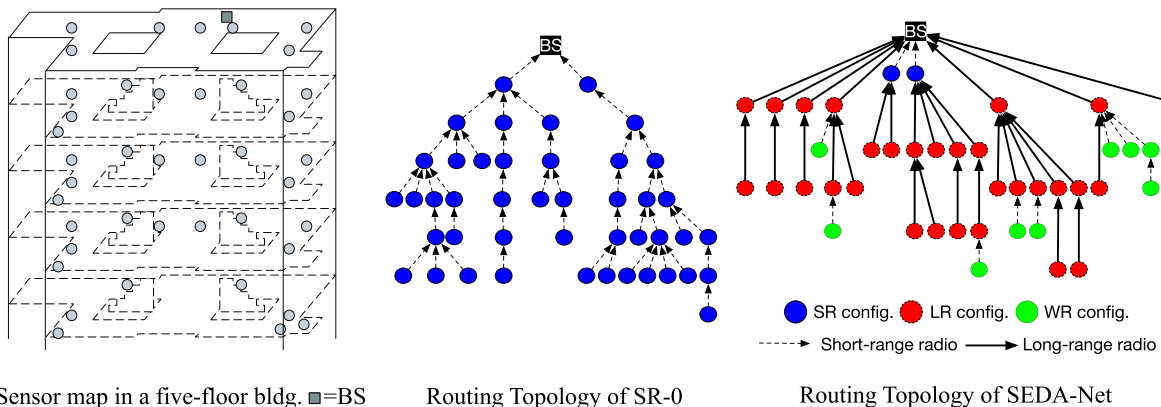 BS
BS
SR config. LR config. WR config.
Short-range radio Long-range radio
Sensor map in a five-floor bldg. =BS
Routing Topology of SR-0
Routing Topology of SEDA-Net